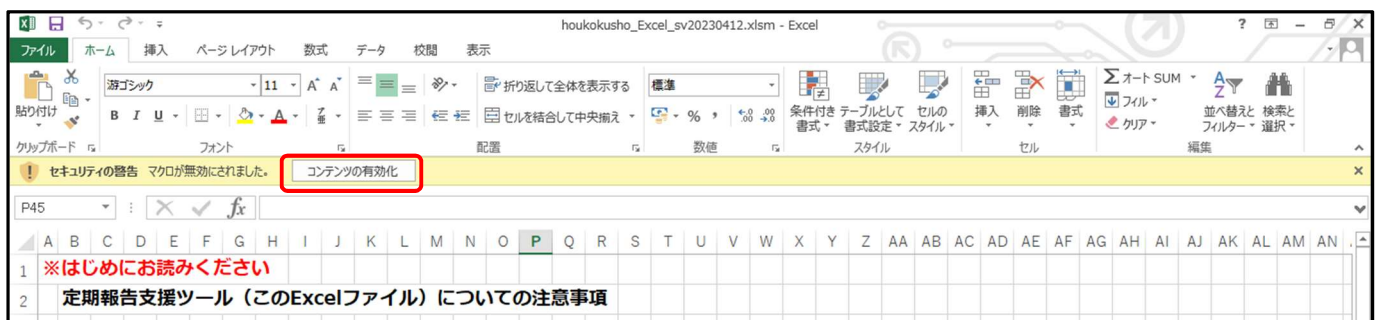 houkokusho_Excel_sv20230412.xlsm - Excel
ファイル ホーム 挿入 ページ レイアウト 数式 データ 校閲 表示
游ゴシック 11 A A 折り返して全体を表示する 標準 オート SUM
貼り付け B I U セルを結合して中央揃え % 条件付き書式 テーブルとして書式設定 セルのスタイル 挿入 削除 書式 フィル クリア 並べ替えとフィルター 検索と選択
クリップボード フォント 配置 数値 スタイル セル 編集
セキュリティの警告 マクロが無効にされました。 コンテンツの有効化
P45 fx
A B C D E F G H I J K L M N O P Q R S T U V W X Y Z AA AB AC AD AE AF AG AH AI AJ AK AL AM AN
1 ※はじめにお読みください
2 定期報告支援ツール（このExcelファイル）についての注意事項